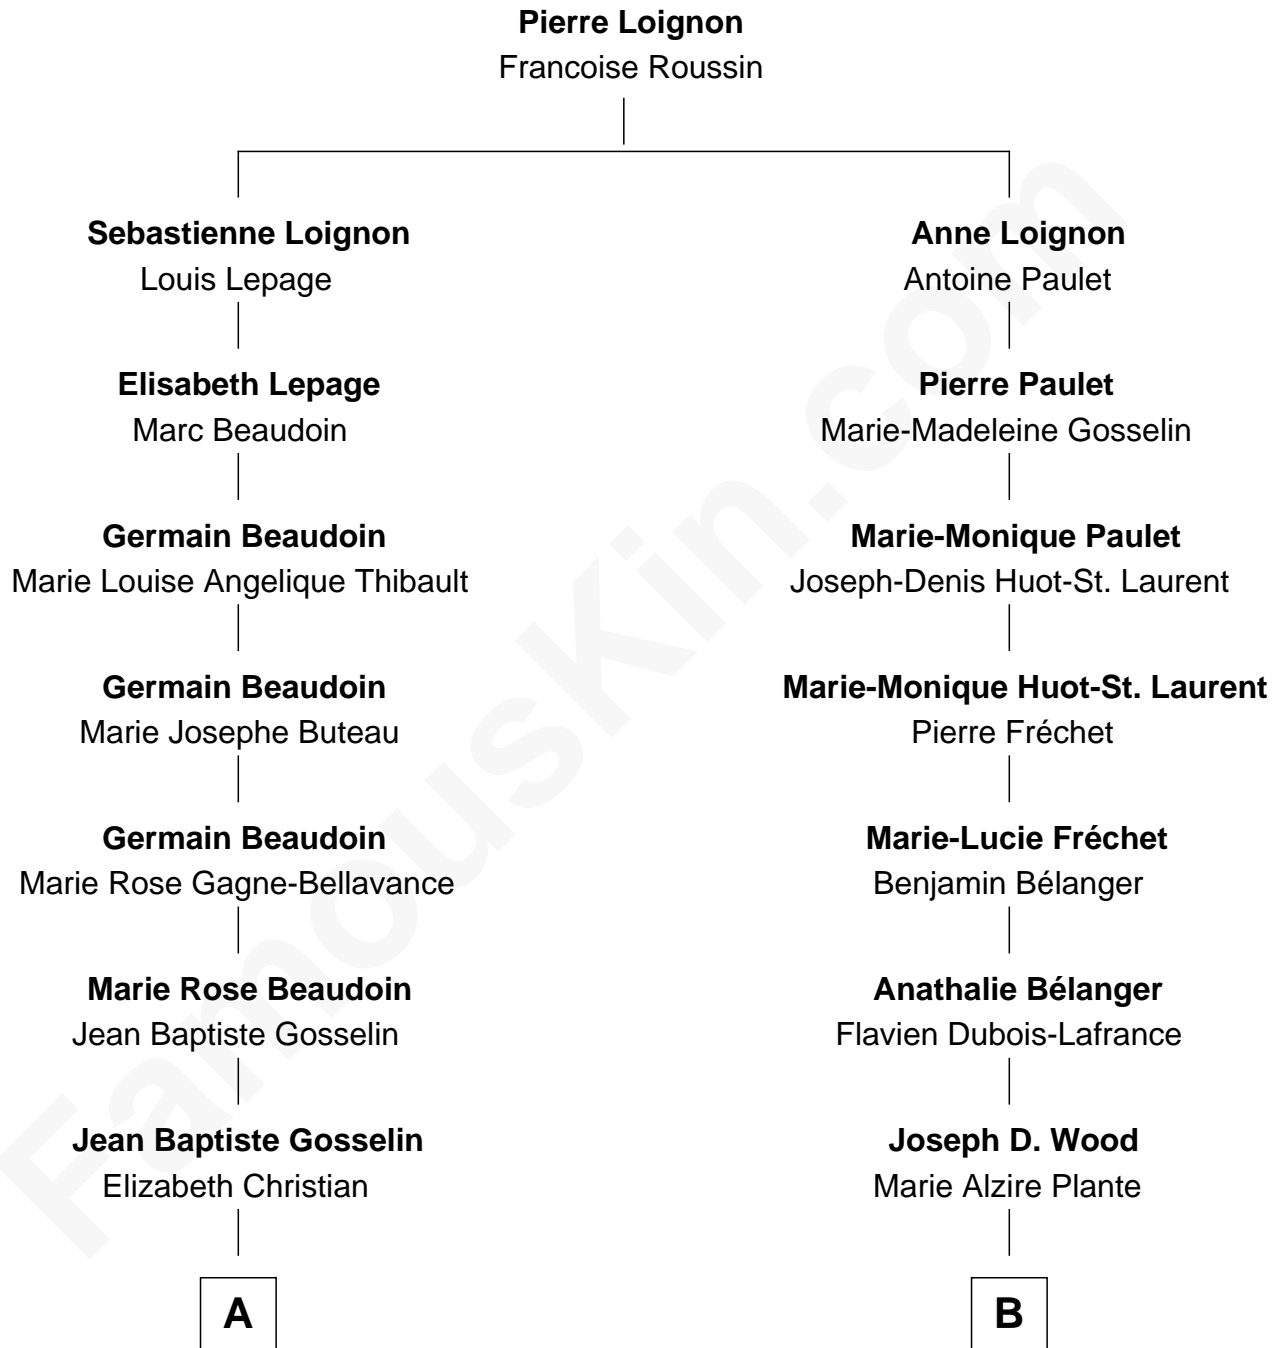 Pierre Loignon
Francoise Roussin
Sebastienne Loignon
Louis Lepage
Elisabeth Lepage
Marc Beaudoin
Germain Beaudoin
Marie Louise Angelique Thibault
Germain Beaudoin
Marie Josephe Buteau
Germain Beaudoin
Marie Rose Gagne-Bellavance
Marie Rose Beaudoin
Jean Baptiste Gosselin
Jean Baptiste Gosselin
Elizabeth Christian
A
Anne Loignon
Antoine Paulet
Pierre Paulet
Marie-Madeleine Gosselin
Marie-Monique Paulet
Joseph-Denis Huot-St. Laurent
Marie-Monique Huot-St. Laurent
Pierre Fréchet
Marie-Lucie Fréchet
Benjamin Bélanger
Anathalie Bélanger
Flavien Dubois-Lafrance
Joseph D. Wood
Marie Alzire Plante
B
FamousKin.com